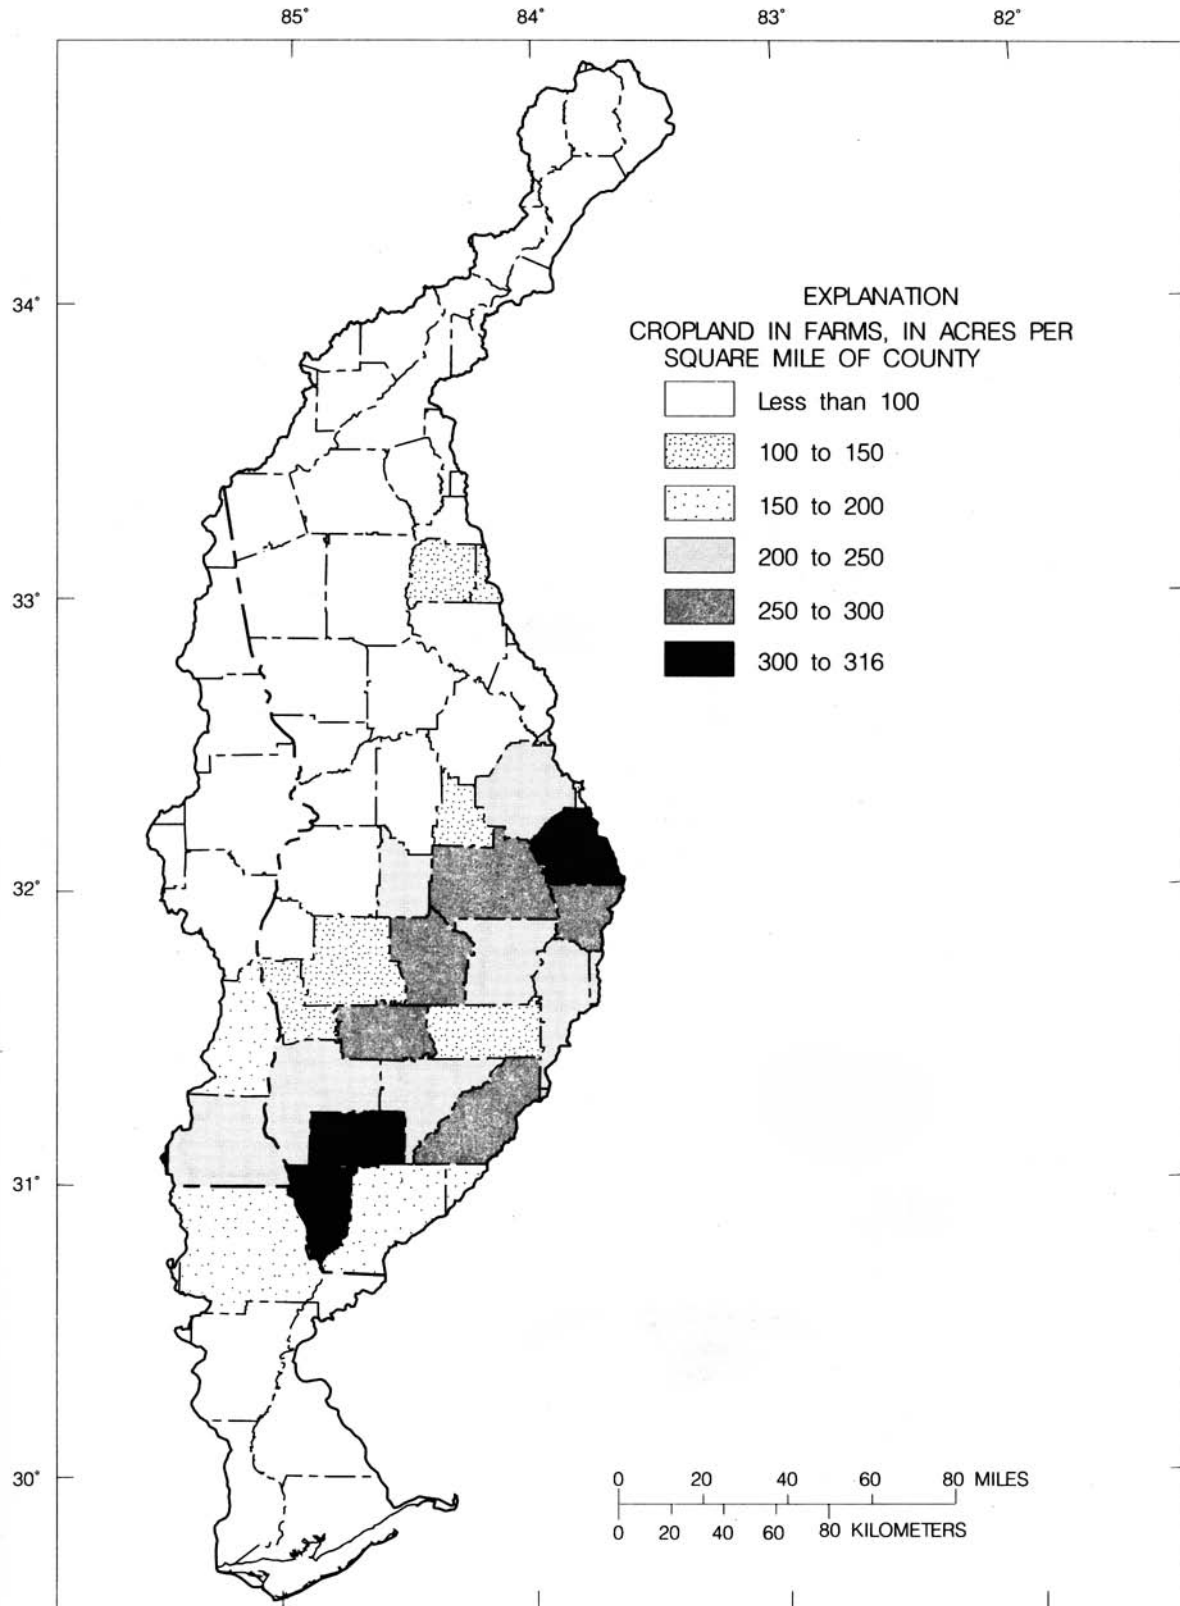 85°
84°
83°
82°
34°
33°
32°
31°
30°
EXPLANATION
CROPLAND IN FARMS, IN ACRES PER
SQUARE MILE OF COUNTY
Less than 100
100 to 150
150 to 200
200 to 250
250 to 300
300 to 316
0 20 40 60 80 MILES
0 20 40 60 80 KILOMETERS